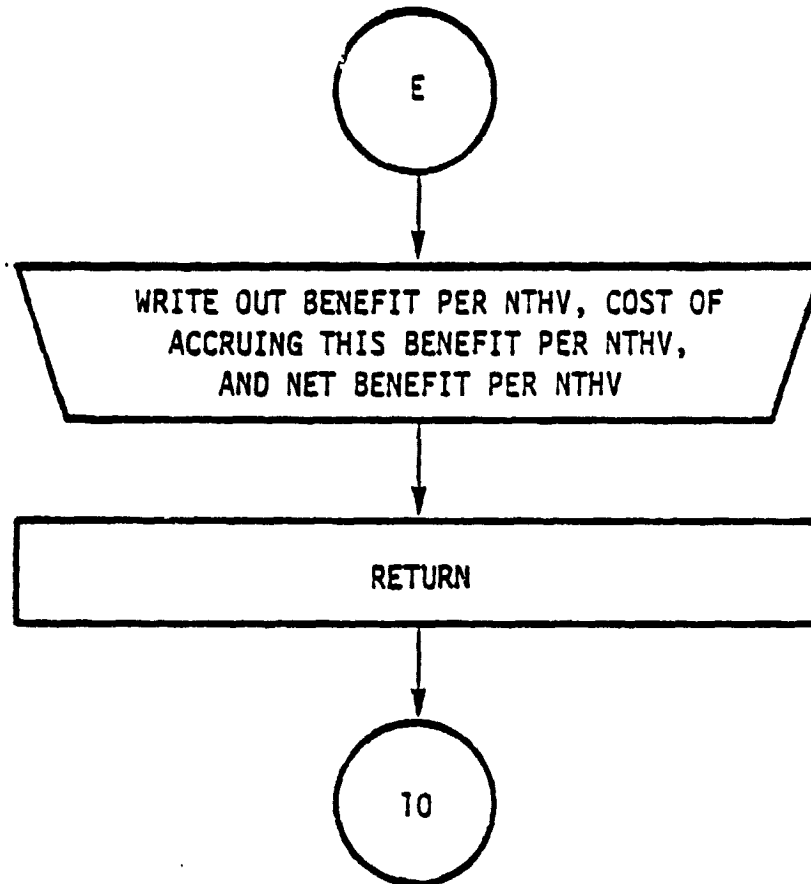 E
WRITE OUT BENEFIT PER NTHV, COST OF
ACCRUING THIS BENEFIT PER NTHV,
AND NET BENEFIT PER NTHV
RETURN
10